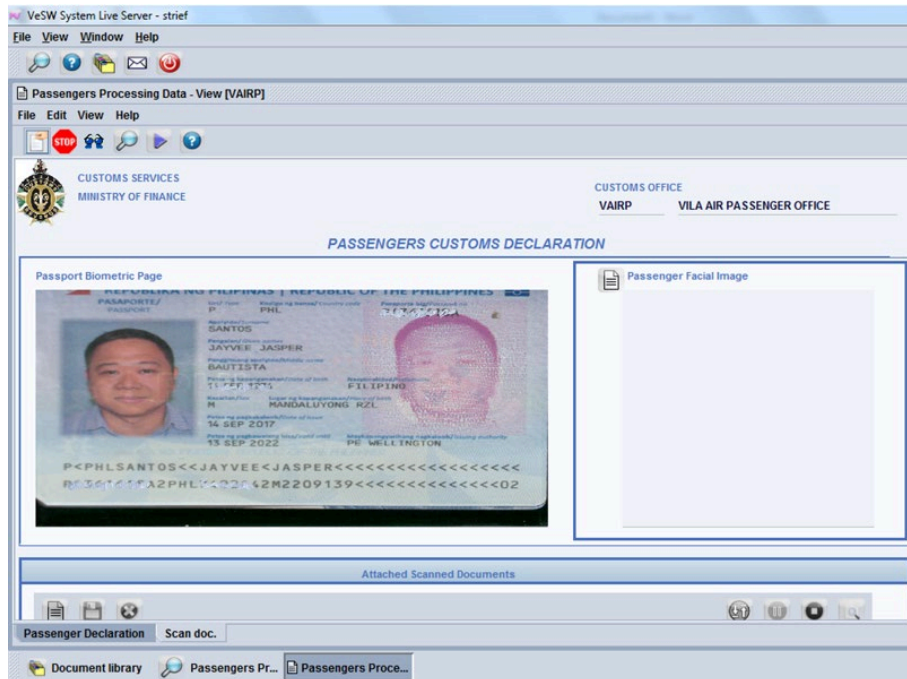 VeSW System Live Server - strief
File View Window Help
Passengers Processing Data - View [VAIRP]
File Edit View Help
STOP
CUSTOMS SERVICES
MINISTRY OF FINANCE
CUSTOMS OFFICE
VAIRP VILA AIR PASSENGER OFFICE
PASSENGERS CUSTOMS DECLARATION
Passport Biometric Page
Passenger Facial Image
REPUBLIKA NG PILIPINAS | REPUBLIC OF THE PHILIPPINES
PASAPORTE/
PASSPORT
P PHL
SANTOS
JAYVEE JASPER
BAUTISTA
FILIPINO
M MANDALUYONG RZL
14 SEP 2017
13 SEP 2022 PE WELLINGTON
P<PHLSANTOS<<JAYVEE<JASPER<<<<<<<<<<<<<<<<<<
Attached Scanned Documents
Passenger Declaration Scan doc.
Document library Passengers Pr... Passengers Proce...